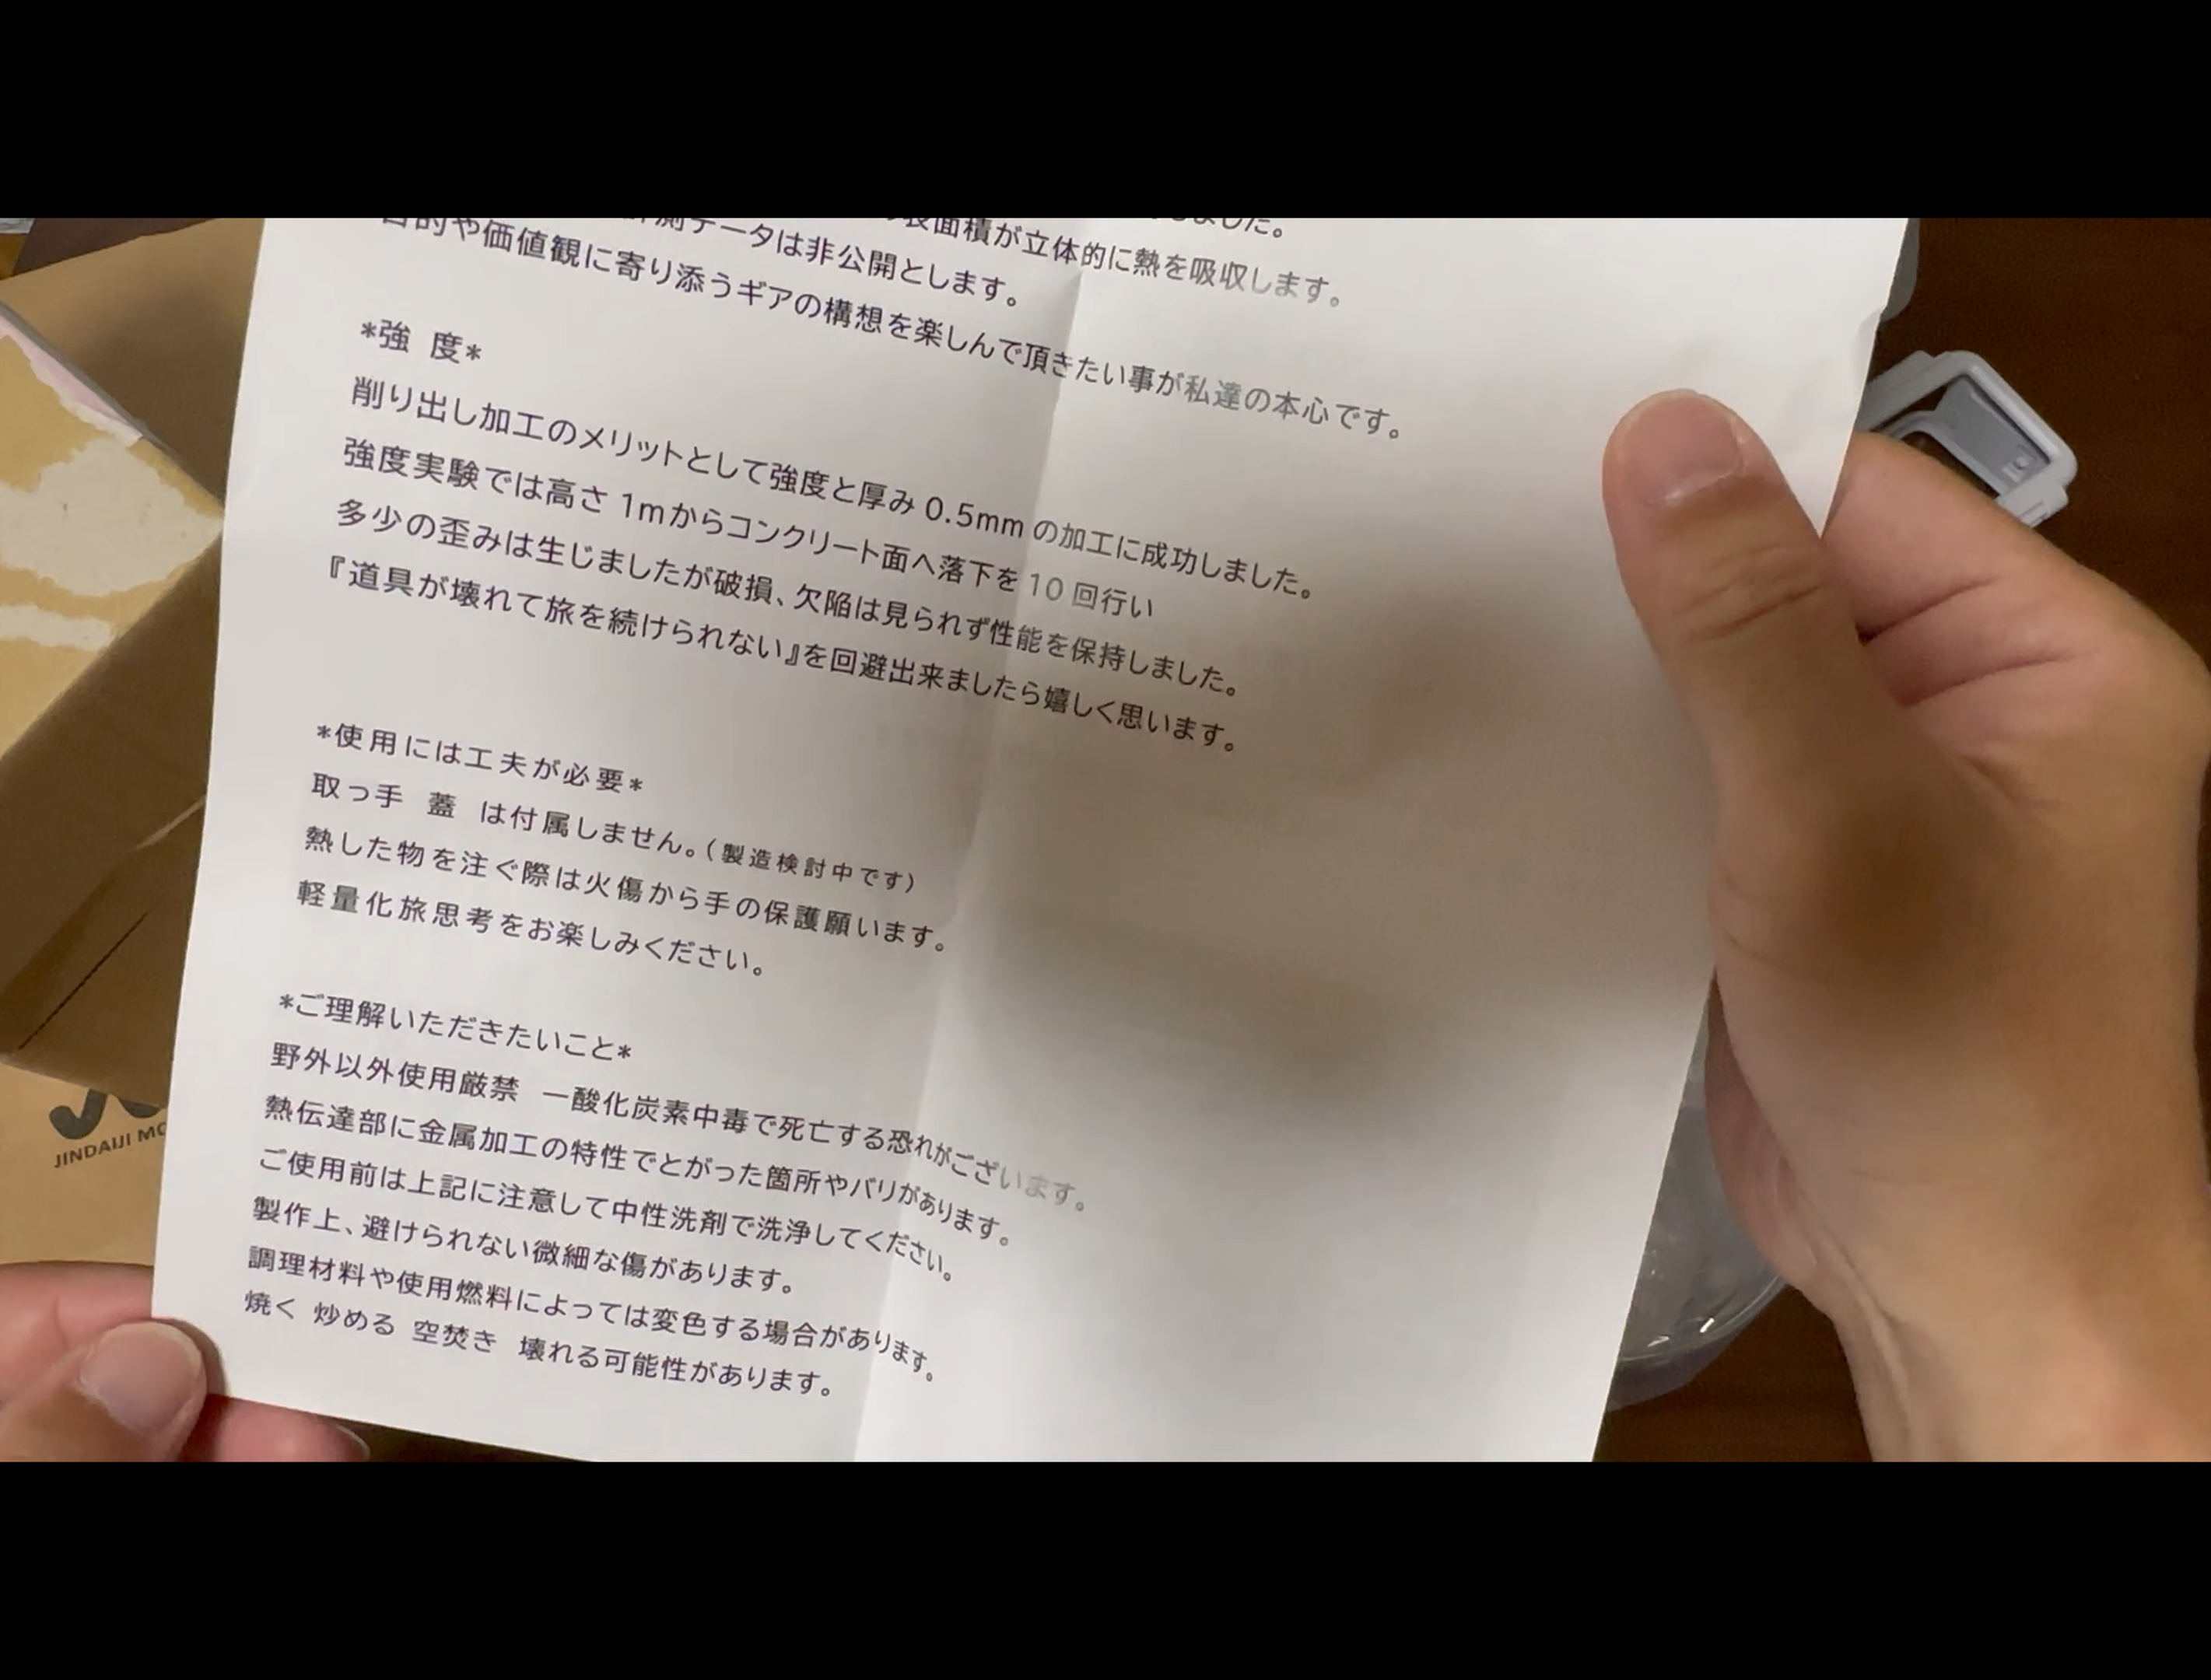 しました。
表面積が立体的に熱を吸収します。
計測データは非公開とします。
目的や価値観に寄り添うギアの構想を楽しんで頂きたい事が私達の本心です。
*強 度*
削り出し加工のメリットとして強度と厚み 0.5mm の加工に成功しました。
強度実験では高さ 1mからコンクリート面へ落下を 10 回行い
多少の歪みは生じましたが破損、欠陥は見られず性能を保持しました。
『道具が壊れて旅を続けられない』を回避出来ましたら嬉しく思います。
*使用には工夫が必要*
取っ手 蓋 は付属しません。(製造検討中です)
熱した物を注ぐ際は火傷から手の保護願います。
軽量化旅思考をお楽しみください。
*ご理解いただきたいこと*
野外以外使用厳禁 一酸化炭素中毒で死亡する恐れがございます。
熱伝達部に金属加工の特性でとがった箇所やバリがあります。
ご使用前は上記に注意して中性洗剤で洗浄してください。
製作上、避けられない微細な傷があります。
調理材料や使用燃料によっては変色する場合があります。
焼く 炒める 空焚き 壊れる可能性があります。
JINDAIJI